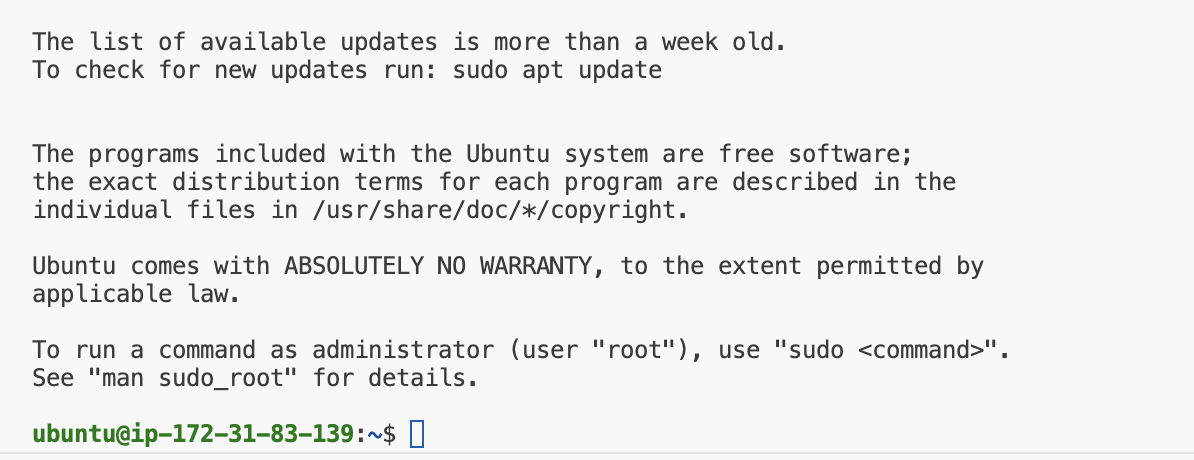 The list of available updates is more than a week old.
To check for new updates run: sudo apt update
The programs included with the Ubuntu system are free software;
the exact distribution terms for each program are described in the
individual files in /usr/share/doc/*/copyright.
Ubuntu comes with ABSOLUTELY NO WARRANTY, to the extent permitted by
applicable law.
To run a command as administrator (user "root"), use "sudo <command>".
See "man sudo_root" for details.
ubuntu@ip-172-31-83-139:~$